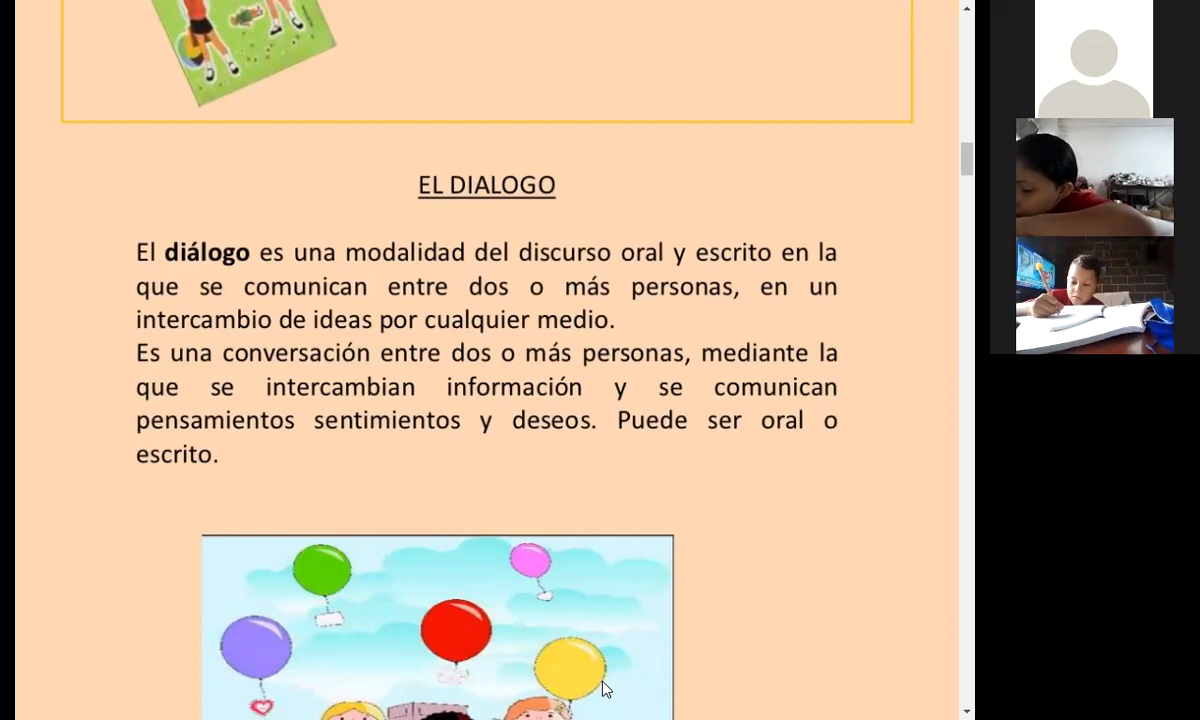 EL DIALOGO
El diálogo es una modalidad del discurso oral y escrito en la
que se comunican entre dos o más personas, en un
intercambio de ideas por cualquier medio.
Es una conversación entre dos o más personas, mediante la
que se intercambian información y se comunican
pensamientos sentimientos y deseos. Puede ser oral o
escrito.